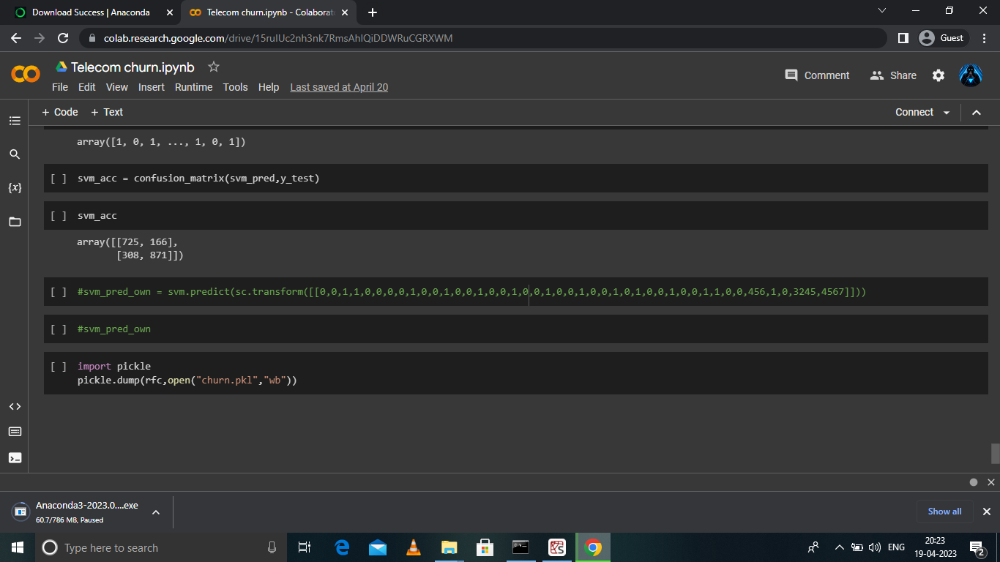 Download Success | Anaconda
Telecom churn.ipynb - Colaborat
colab.research.google.com/drive/15rulUc2nh3nk7RmsAhlQiDDWRuCGRXWM
Guest
Telecom churn.ipynb
Comment
Share
File Edit View Insert Runtime Tools Help Last saved at April 20
+ Code + Text
Connect
array([1, 0, 1, ..., 1, 0, 1])
[ ] svm_acc = confusion_matrix(svm_pred,y_test)
[ ] svm_acc
array([[725, 166],
[308, 871]])
[ ] #svm_pred_own = svm.predict(sc.transform([[0,0,1,1,0,0,0,0,1,0,0,1,0,0,1,0,0,1,0,0,1,0,0,1,0,0,1,0,1,0,0,1,0,0,1,1,0,0,456,1,0,3245,4567]]))
[ ] #svm_pred_own
[ ] import pickle
pickle.dump(rfc,open("churn.pkl","wb"))
{x}
Anaconda3-2023.0....exe
60.7/786 MB, Paused
Show all
Type here to search
ENG
20:23
19-04-2023
2